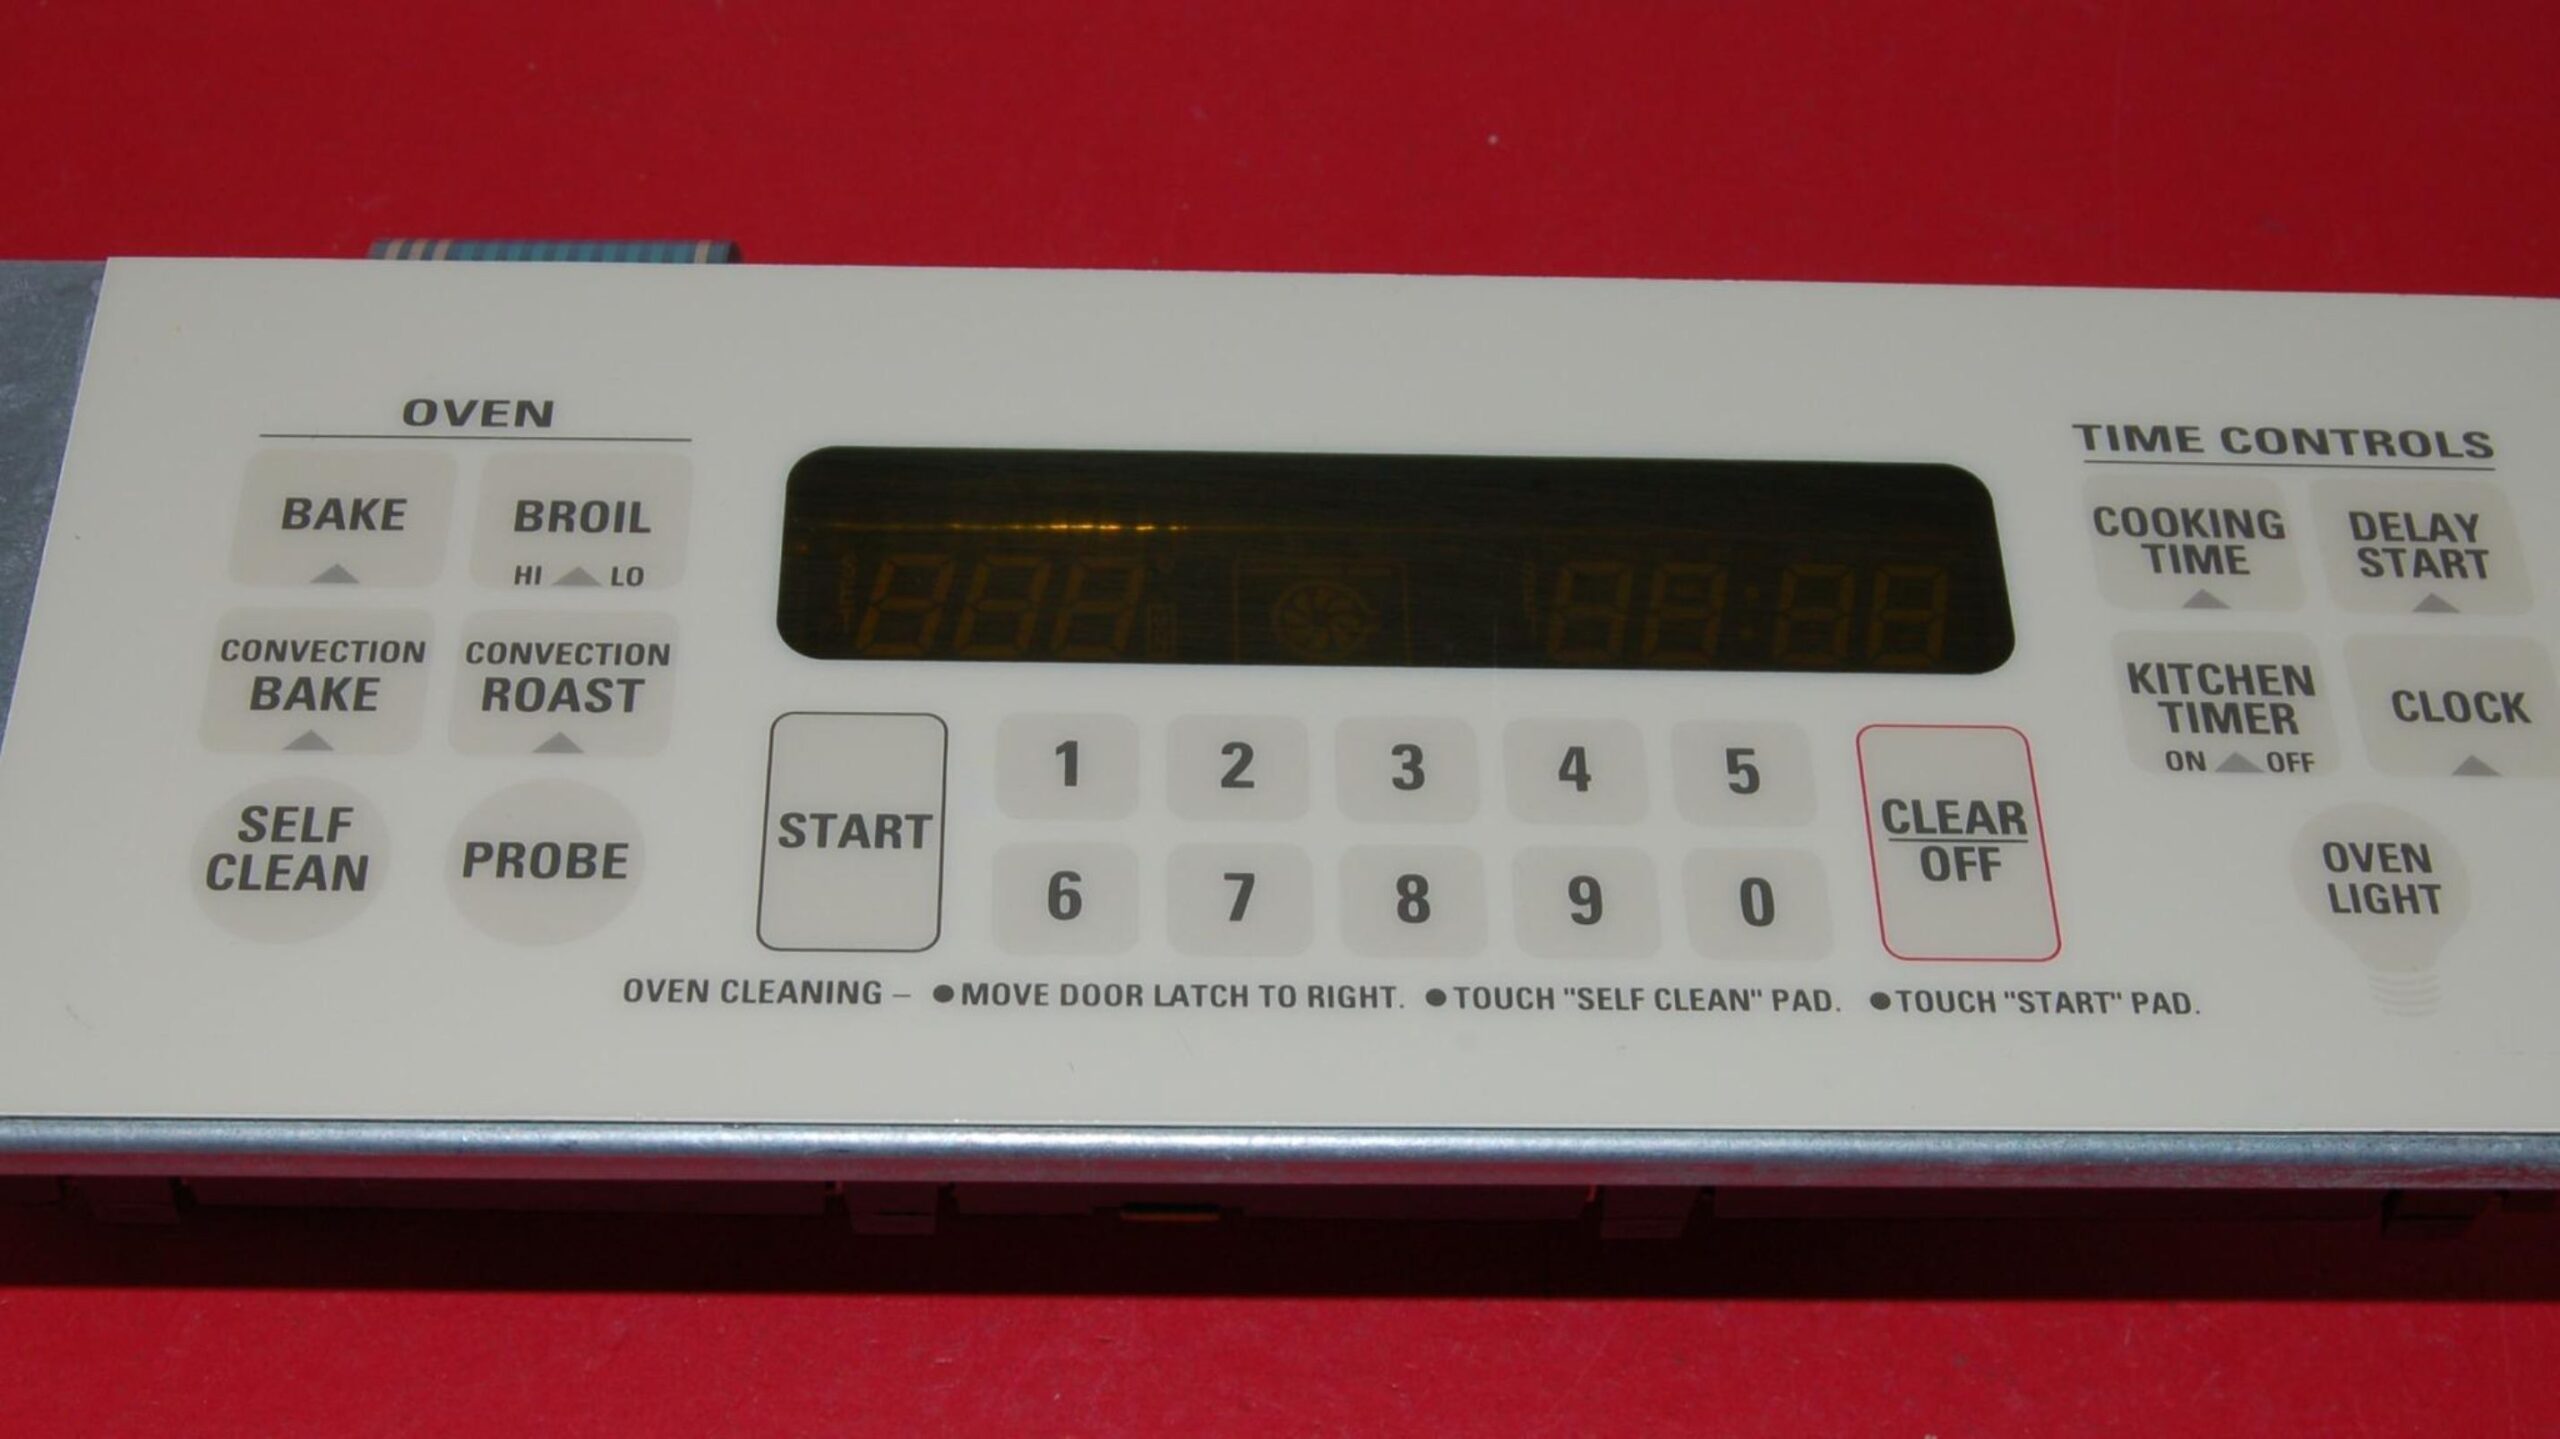 OVEN
BAKE
BROIL
HI LO
CONVECTION
BAKE
CONVECTION
ROAST
SELF
CLEAN
PROBE
START
1 2 3 4 5
6 7 8 9 0
CLEAR
OFF
TIME CONTROLS
COOKING
TIME
DELAY
START
KITCHEN
TIMER
ON OFF
CLOCK
OVEN
LIGHT
OVEN CLEANING – ●MOVE DOOR LATCH TO RIGHT. ●TOUCH "SELF CLEAN" PAD. ●TOUCH "START" PAD.